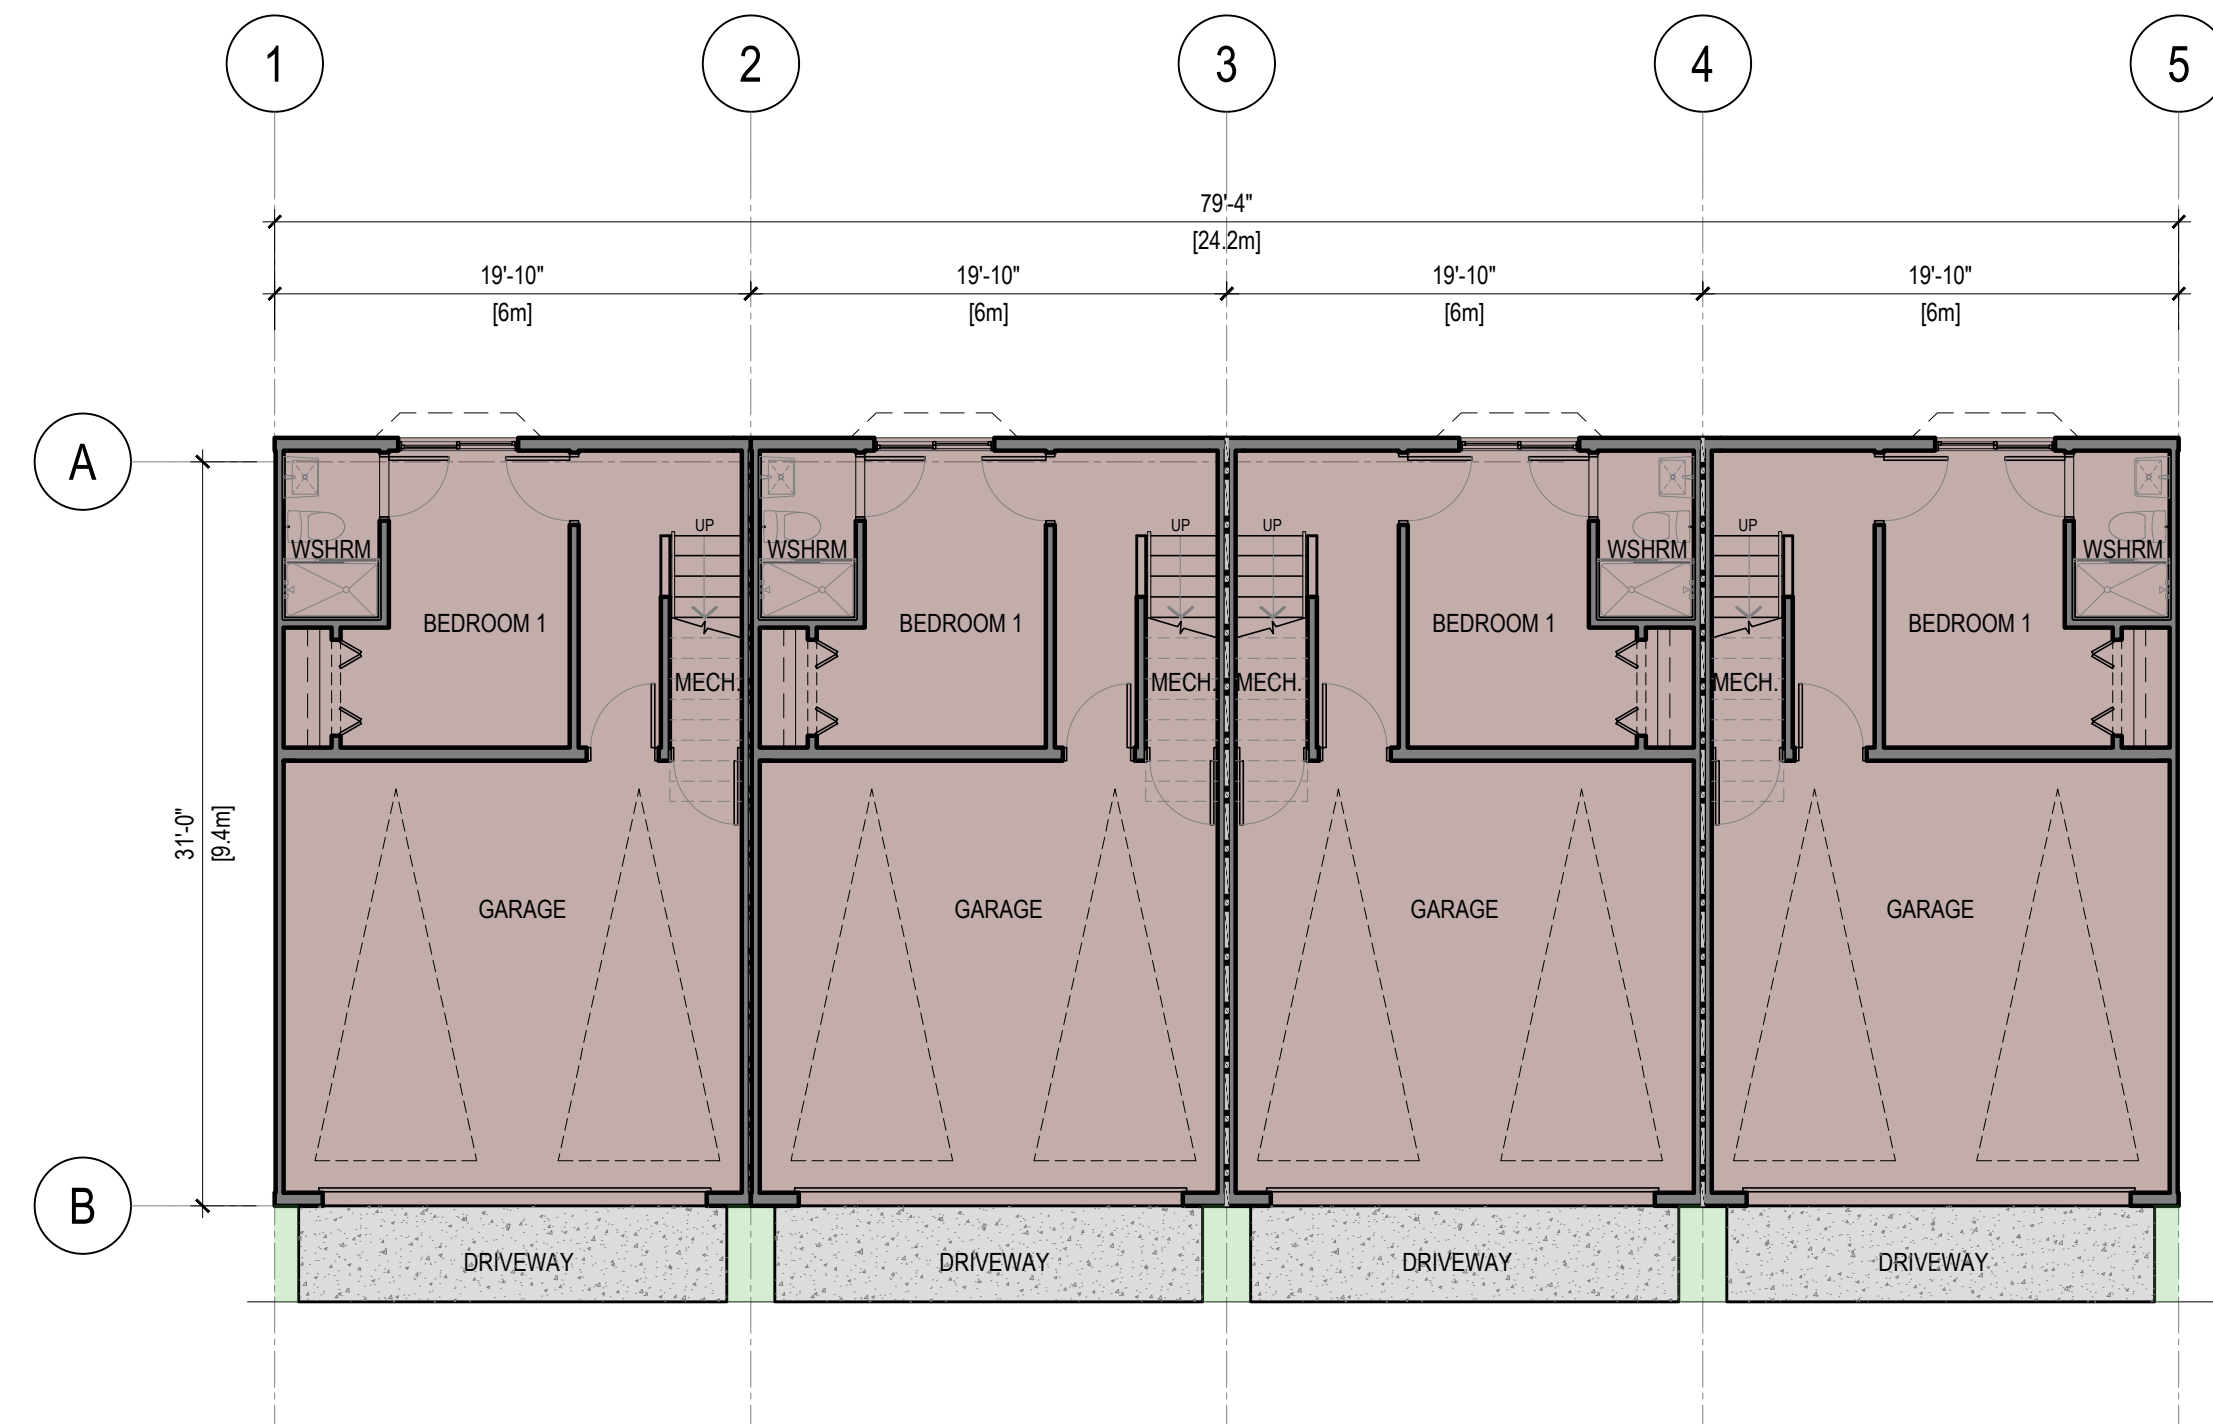 1 2 3 4 5
79'-4"
[24.2m]
19'-10" 19'-10" 19'-10" 19'-10"
[6m] [6m] [6m] [6m]
A
UP UP UP UP
WSHRM WSHRM WSHRM WSHRM
BEDROOM 1 BEDROOM 1 BEDROOM 1 BEDROOM 1
MECH. MECH. MECH. MECH.
31'-0"
[9.4m]
GARAGE GARAGE GARAGE GARAGE
B
DRIVEWAY DRIVEWAY DRIVEWAY DRIVEWAY